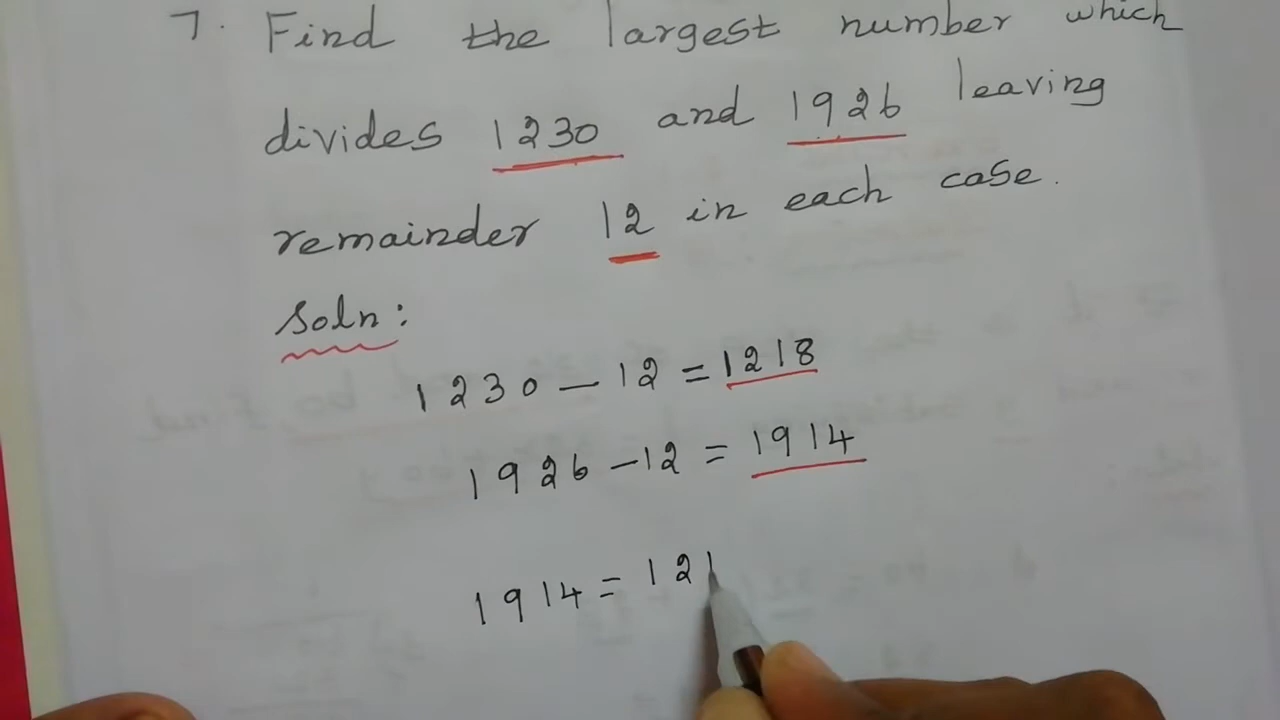 7. Find the largest number which
divides 1230 and 1926 leaving
remainder 12 in each case.
Soln:
1230 - 12 = 1218
1926 - 12 = 1914
1914 = 121